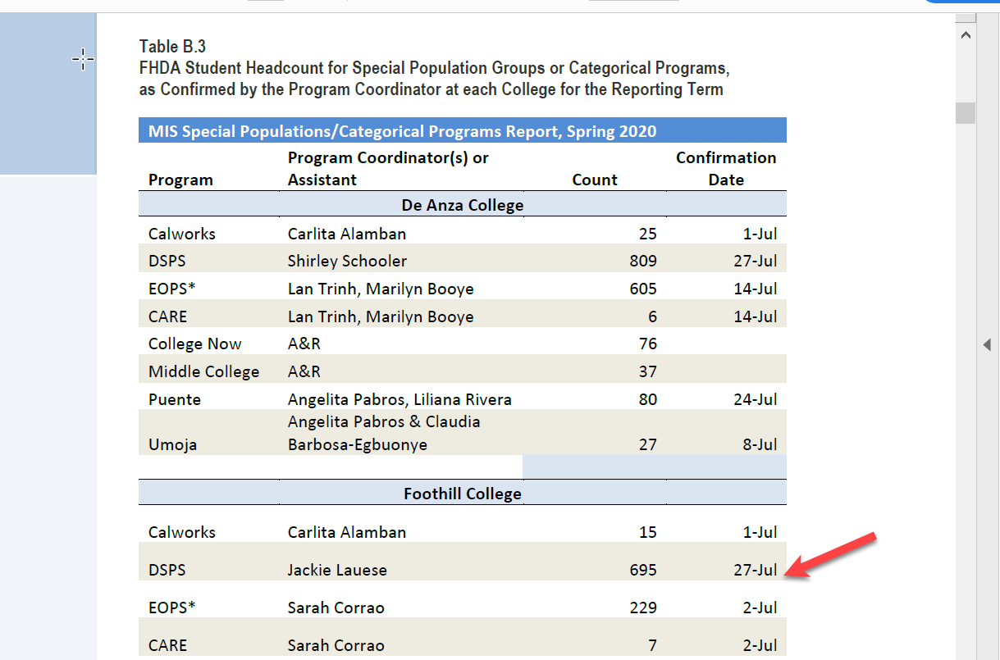 Table B.3
FHDA Student Headcount for Special Population Groups or Categorical Programs,
as Confirmed by the Program Coordinator at each College for the Reporting Term
MIS Special Populations/Categorical Programs Report, Spring 2020
Program Program Coordinator(s) or Assistant Count Confirmation Date
De Anza College
Calworks Carlita Alamban 25 1-Jul
DSPS Shirley Schooler 809 27-Jul
EOPS* Lan Trinh, Marilyn Booye 605 14-Jul
CARE Lan Trinh, Marilyn Booye 6 14-Jul
College Now A&R 76
Middle College A&R 37
Puente Angelita Pabros, Liliana Rivera 80 24-Jul
Angelita Pabros & Claudia
Umoja Barbosa-Egbuonye 27 8-Jul
Foothill College
Calworks Carlita Alamban 15 1-Jul
DSPS Jackie Lauese 695 27-Jul
EOPS* Sarah Corrao 229 2-Jul
CARE Sarah Corrao 7 2-Jul